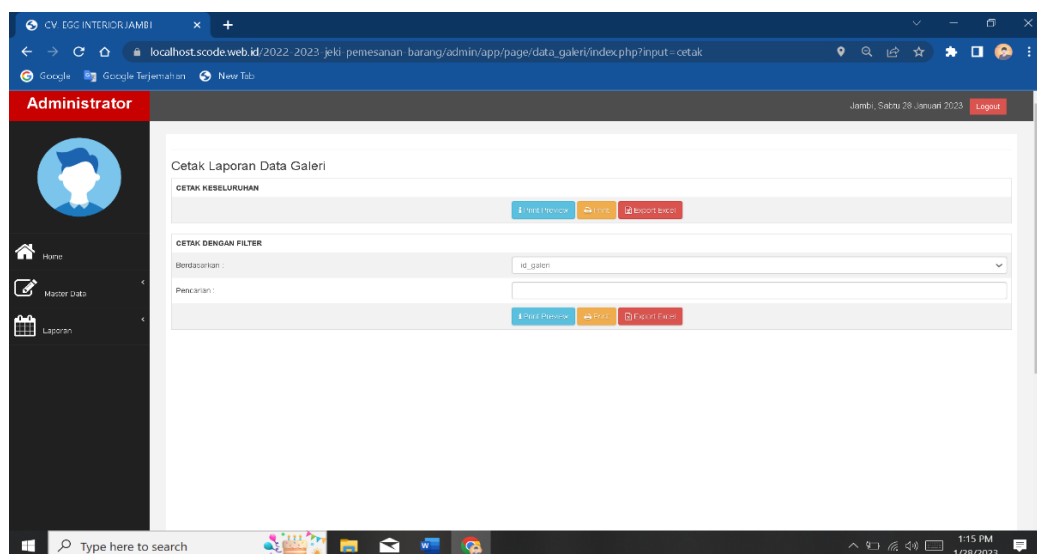 CV. EGG INTERIOR JAMBI
localhost.scode.web.id/2022-2023-jeki-pemesanan-barang/admin/app/page/data_galeri/index.php?input=cetak
Google Google Terjemahan New Tab
Administrator
Jambi, Sabtu 28 Januari 2023 Logout
Cetak Laporan Data Galeri
CETAK KESELURUHAN
Print Preview Print Export Excel
CETAK DENGAN FILTER
Home
Berdasarkan :
id_galeri
Master Data
Pencarian :
Print Preview Print Export Excel
Laporan
Type here to search
1:15 PM
1/28/2023